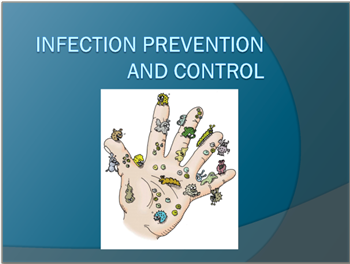 INFECTION PREVENTION
AND CONTROL